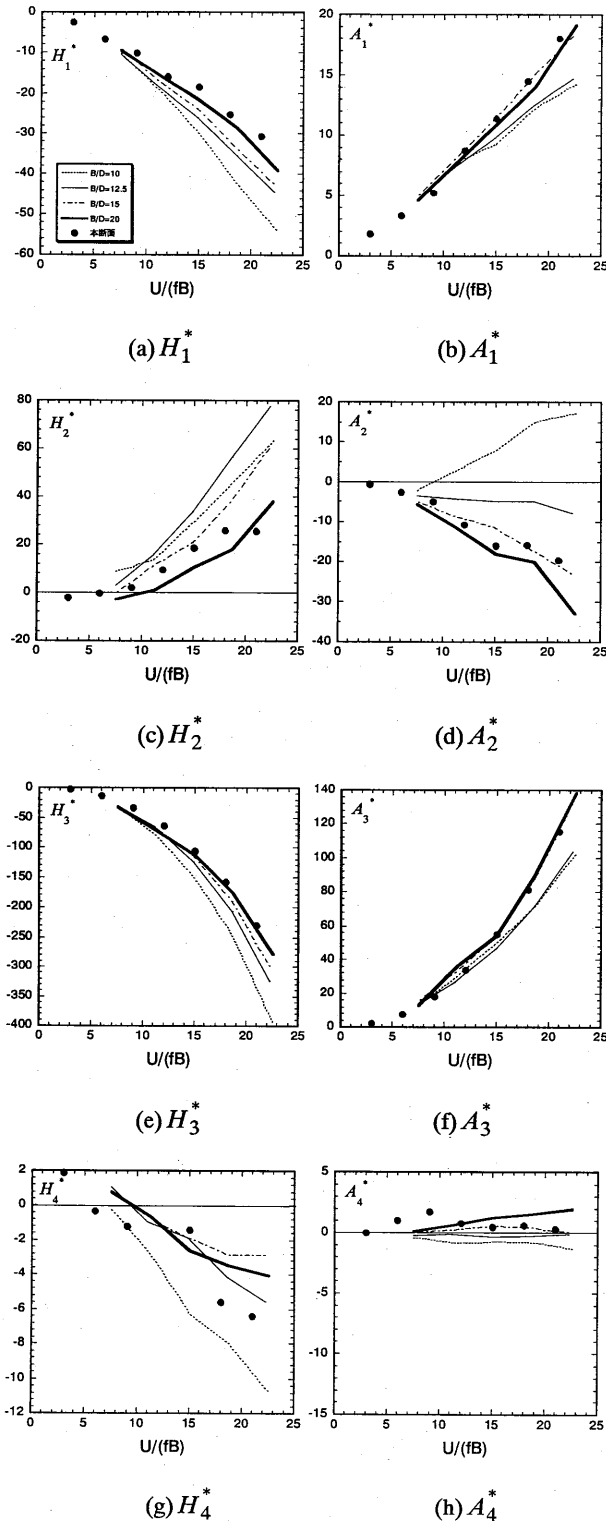 0
-10
-20
-30
-40
-50
-60
H₁*
B/D=10
B/D=12.5
B/D=15
B/D=20
本断面
0 5 10 15 20 25
U/(fB)
(a) H₁*
20
15
10
5
0
A₁*
0 5 10 15 20 25
U/(fB)
(b) A₁*
80
60
40
20
0
-20
H₂*
0 5 10 15 20 25
U/(fB)
(c) H₂*
20
10
0
-10
-20
-30
-40
A₂*
0 5 10 15 20 25
U/(fB)
(d) A₂*
0
-50
-100
-150
-200
-250
-300
-350
-400
H₃*
0 5 10 15 20 25
U/(fB)
(e) H₃*
140
120
100
80
60
40
20
0
A₃*
0 5 10 15 20 25
U/(fB)
(f) A₃*
2
0
-2
-4
-6
-8
-10
-12
H₄*
0 5 10 15 20 25
U/(fB)
(g) H₄*
5
0
-5
-10
-15
A₄*
0 5 10 15 20 25
U/(fB)
(h) A₄*